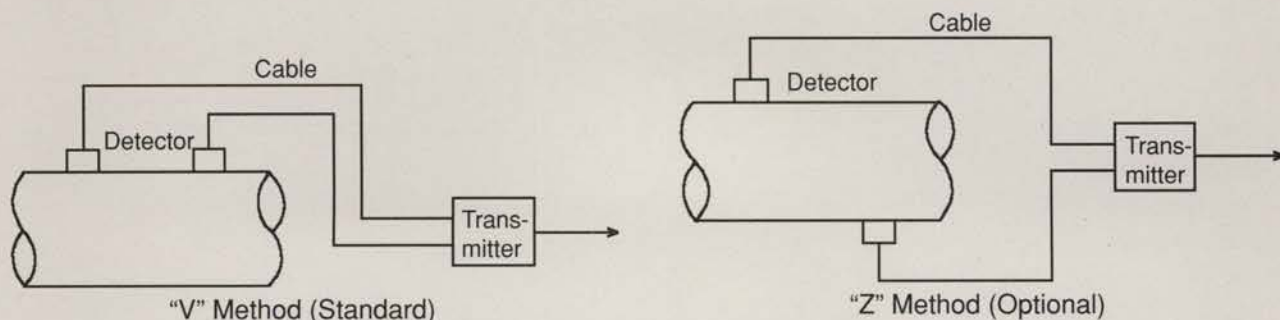 Cable
Detector
Trans-
mitter
“V” Method (Standard)
Cable
Detector
Trans-
mitter
“Z” Method (Optional)